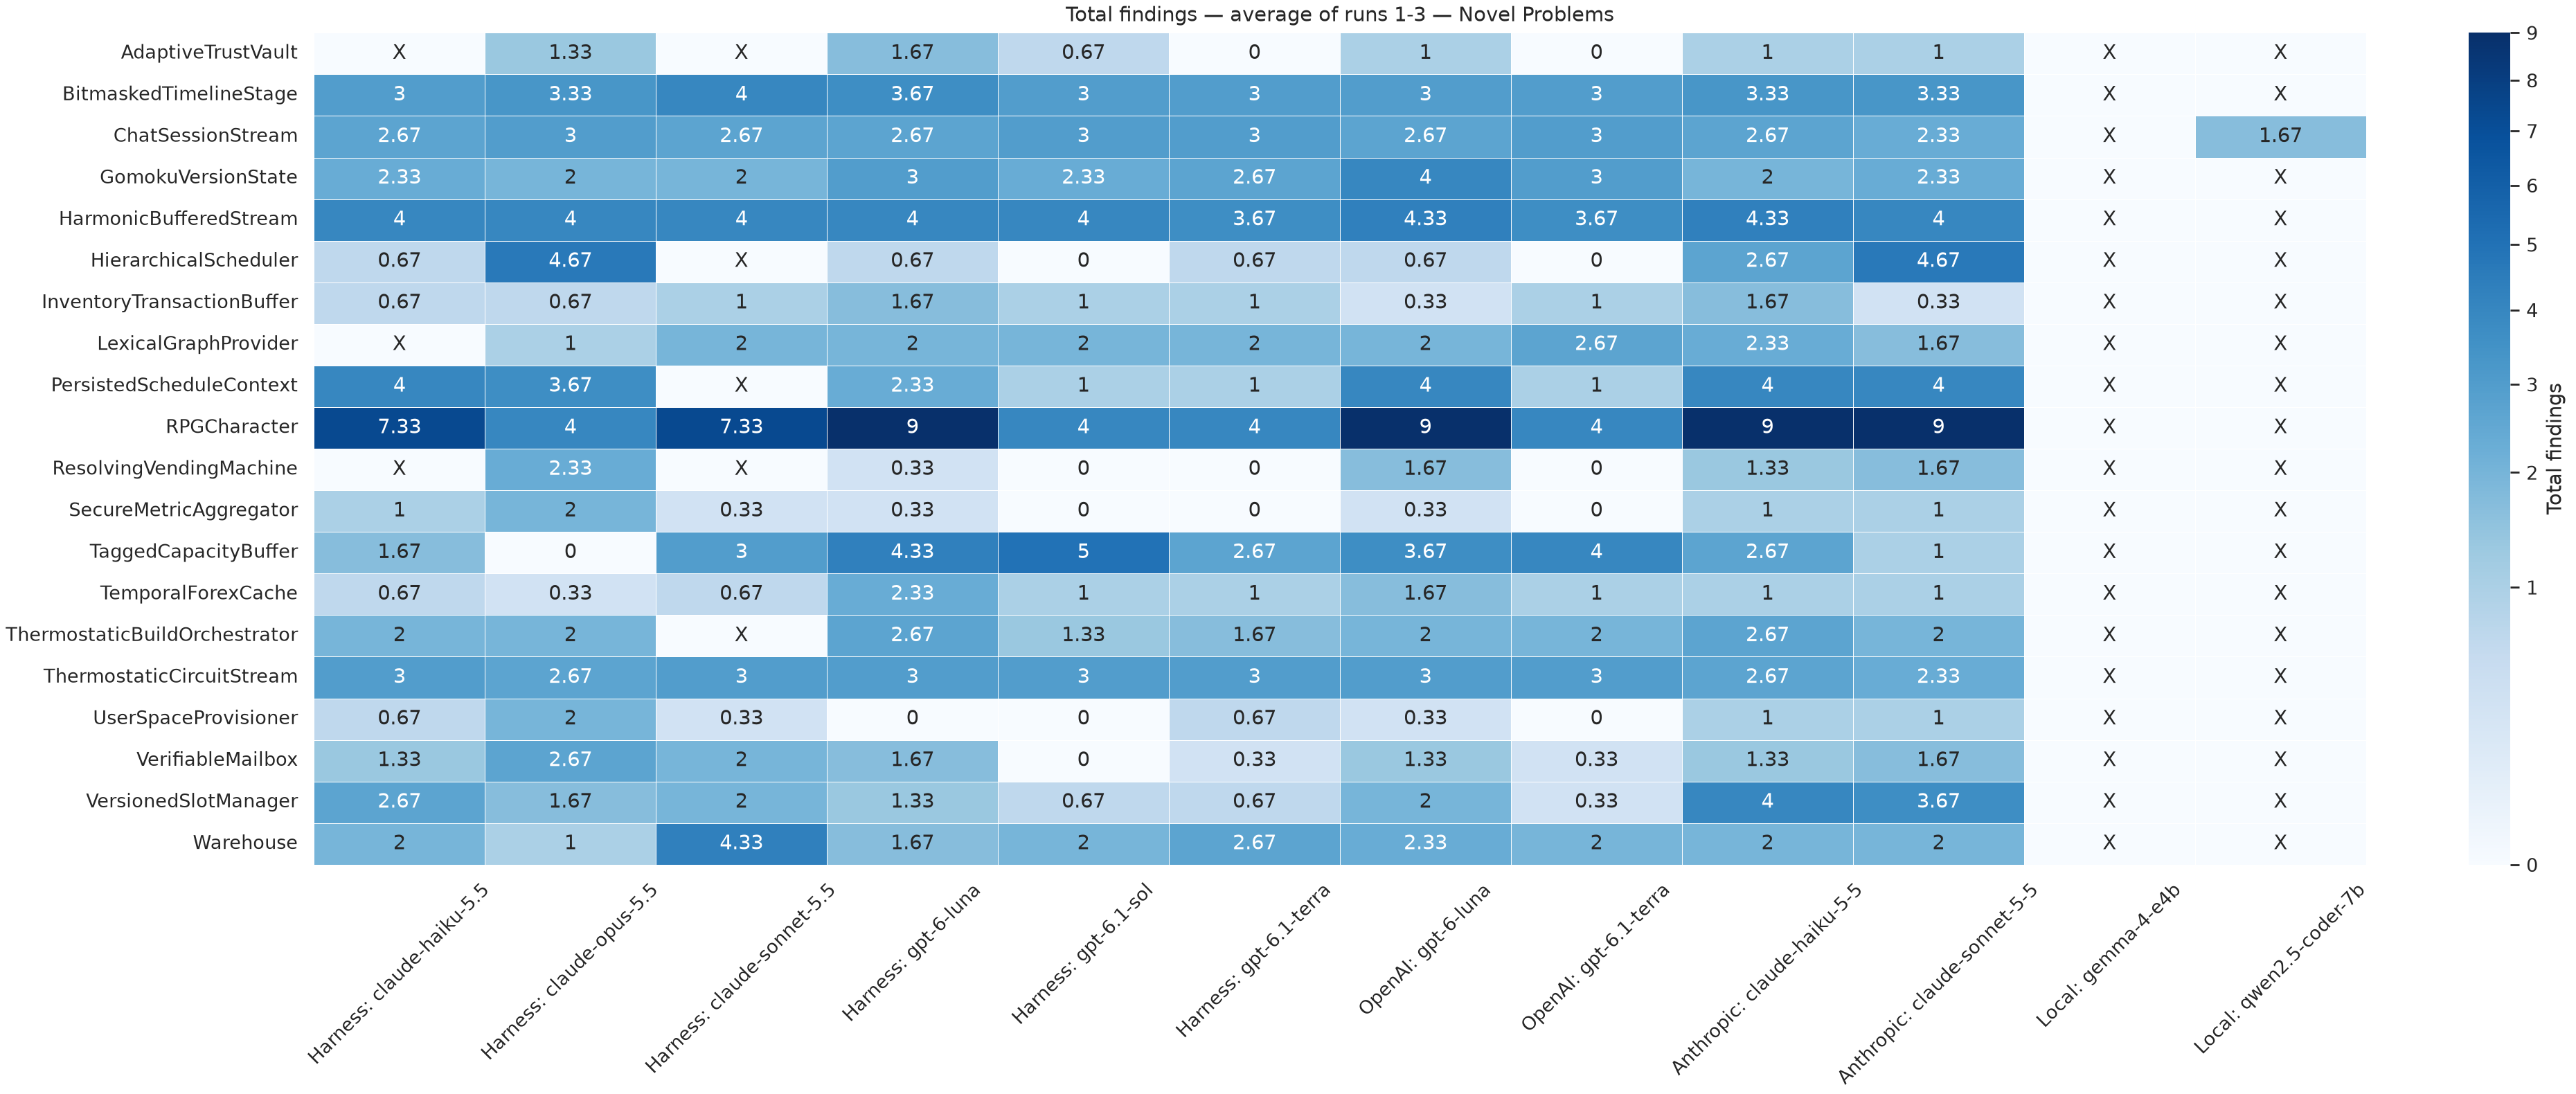 Total findings — average of runs 1-3 — Novel Problems
AdaptiveTrustVault X 1.33 X 1.67 0.67 0 1 0 1 1 X X
BitmaskedTimelineStage 3 3.33 4 3.67 3 3 3 3 3.33 3.33 X X
ChatSessionStream 2.67 3 2.67 2.67 3 3 2.67 3 2.67 2.33 X 1.67
GomokuVersionState 2.33 2 2 3 2.33 2.67 4 3 2 2.33 X X
HarmonicBufferedStream 4 4 4 4 4 3.67 4.33 3.67 4.33 4 X X
HierarchicalScheduler 0.67 4.67 X 0.67 0 0.67 0.67 0 2.67 4.67 X X
InventoryTransactionBuffer 0.67 0.67 1 1.67 1 1 0.33 1 1.67 0.33 X X
LexicalGraphProvider X 1 2 2 2 2 2 2.67 2.33 1.67 X X
PersistedScheduleContext 4 3.67 X 2.33 1 1 4 1 4 4 X X
RPGCharacter 7.33 4 7.33 9 4 4 9 4 9 9 X X
ResolvingVendingMachine X 2.33 X 0.33 0 0 1.67 0 1.33 1.67 X X
SecureMetricAggregator 1 2 0.33 0.33 0 0 0.33 0 1 1 X X
TaggedCapacityBuffer 1.67 0 3 4.33 5 2.67 3.67 4 2.67 1 X X
TemporalForexCache 0.67 0.33 0.67 2.33 1 1 1.67 1 1 1 X X
ThermostaticBuildOrchestrator 2 2 X 2.67 1.33 1.67 2 2 2.67 2 X X
ThermostaticCircuitStream 3 2.67 3 3 3 3 3 3 2.67 2.33 X X
UserSpaceProvisioner 0.67 2 0.33 0 0 0.67 0.33 0 1 1 X X
VerifiableMailbox 1.33 2.67 2 1.67 0 0.33 1.33 0.33 1.33 1.67 X X
VersionedSlotManager 2.67 1.67 2 1.33 0.67 0.67 2 0.33 4 3.67 X X
Warehouse 2 1 4.33 1.67 2 2.67 2.33 2 2 2 X X
Harness: claude-haiku-5.5
Harness: claude-opus-5.5
Harness: claude-sonnet-5.5
Harness: gpt-6-luna
Harness: gpt-6.1-sol
Harness: gpt-6.1-terra
OpenAI: gpt-6-luna
OpenAI: gpt-6.1-terra
Anthropic: claude-haiku-5-5
Anthropic: claude-sonnet-5-5
Local: gemma-4-e4b
Local: qwen2.5-coder-7b
9
8
7
6
5
4
3
2
1
0
Total findings